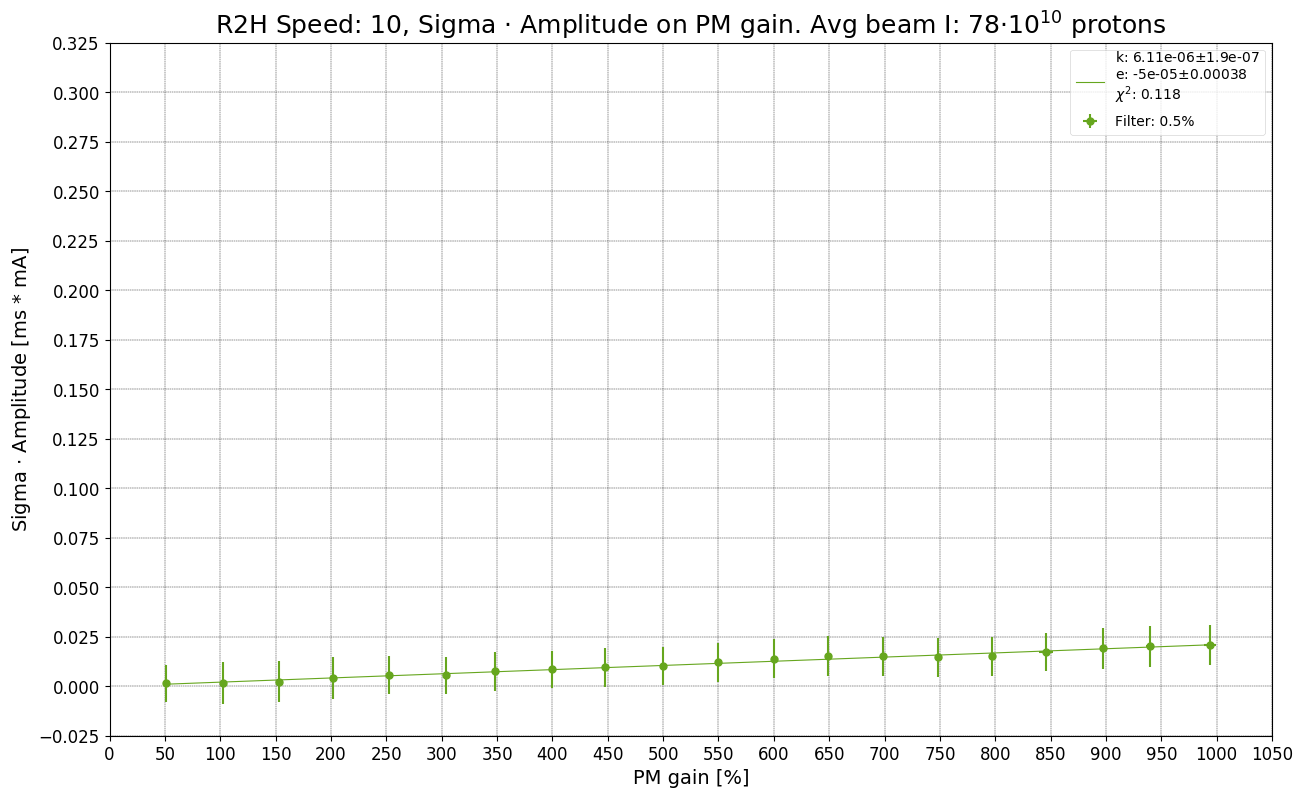 R2H Speed: 10, Sigma · Amplitude on PM gain. Avg beam I: 78·10^10 protons
k: 6.11e-06±1.9e-07
e: -5e-05±0.00038
χ²: 0.118
Filter: 0.5%
Sigma · Amplitude [ms * mA]
0.325
0.300
0.275
0.250
0.225
0.200
0.175
0.150
0.125
0.100
0.075
0.050
0.025
0.000
−0.025
0 50 100 150 200 250 300 350 400 450 500 550 600 650 700 750 800 850 900 950 1000 1050
PM gain [%]